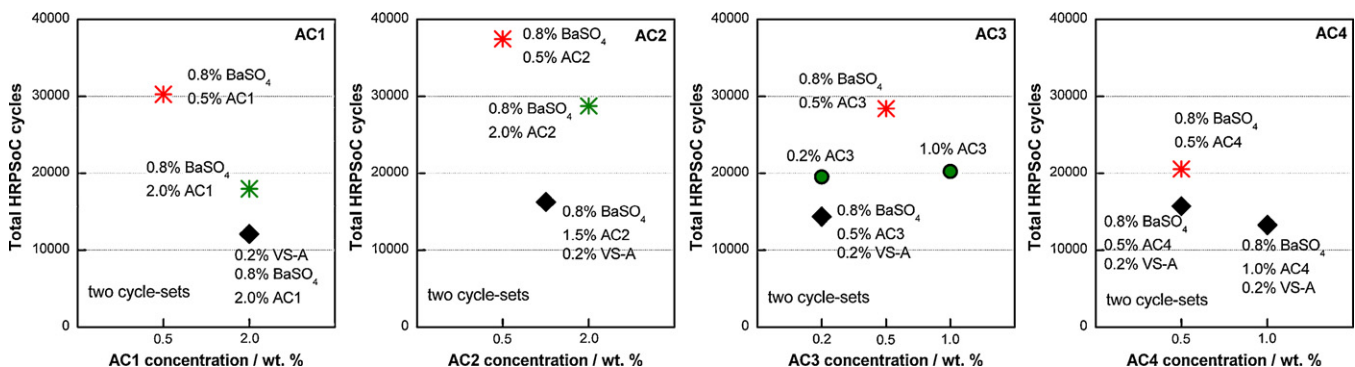 Total HRPSoC cycles
40000
30000
20000
10000
0
AC1
0.8% BaSO₄
0.5% AC1
0.8% BaSO₄
2.0% AC1
0.2% VS-A
0.8% BaSO₄
2.0% AC1
two cycle-sets
0.5
2.0
AC1 concentration / wt. %
Total HRPSoC cycles
40000
30000
20000
10000
0
AC2
0.8% BaSO₄
0.5% AC2
0.8% BaSO₄
2.0% AC2
0.8% BaSO₄
1.5% AC2
0.2% VS-A
two cycle-sets
0.5
2.0
AC2 concentration / wt. %
Total HRPSoC cycles
40000
30000
20000
10000
0
AC3
0.8% BaSO₄
0.5% AC3
0.2% AC3
1.0% AC3
0.8% BaSO₄
0.5% AC3
0.2% VS-A
two cycle-sets
0.2
0.5
1.0
AC3 concentration / wt. %
Total HRPSoC cycles
40000
30000
20000
10000
0
AC4
0.8% BaSO₄
0.5% AC4
0.8% BaSO₄
0.5% AC4
0.2% VS-A
0.8% BaSO₄
1.0% AC4
0.2% VS-A
two cycle-sets
0.5
1.0
AC4 concentration / wt. %